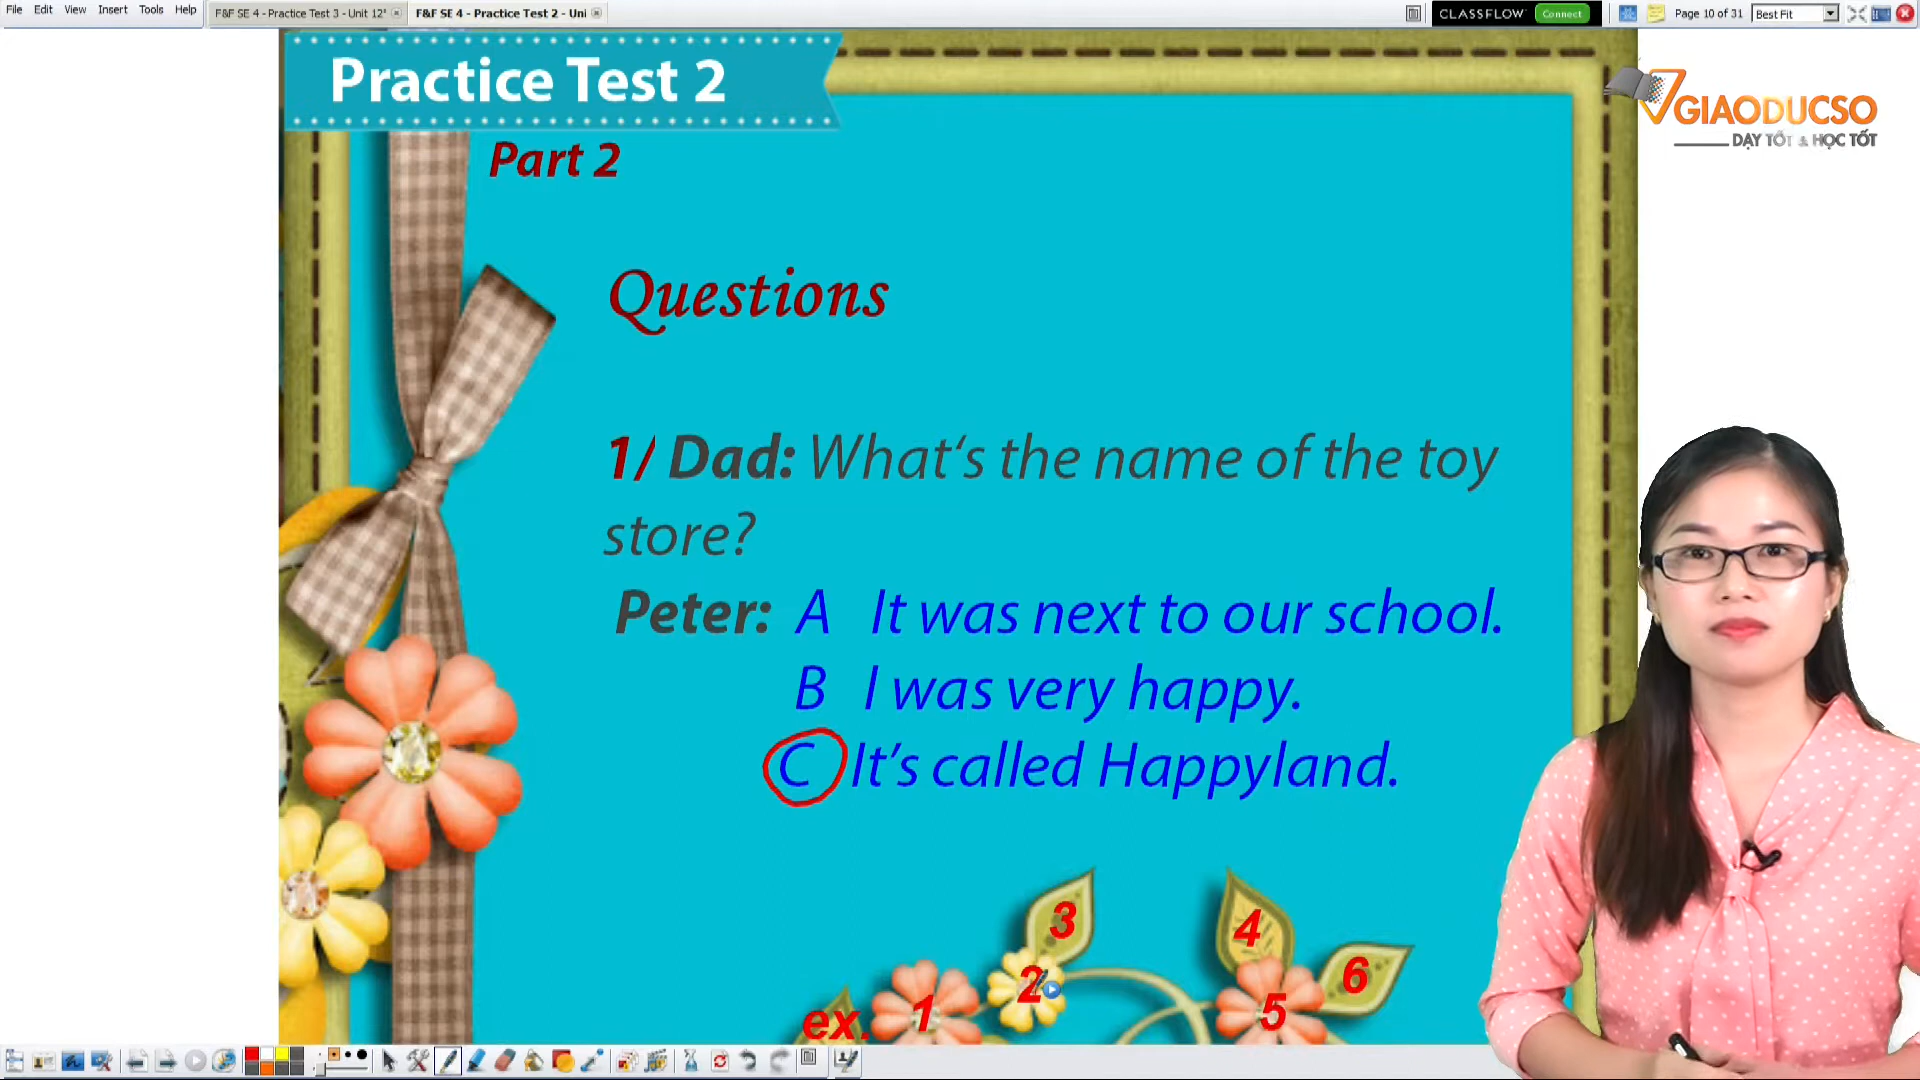 File Edit View Insert Tools Help
F&F SE 4 - Practice Test 3 - Unit 12*
F&F SE 4 - Practice Test 2 - Uni
CLASSFLOW Connect
Page 10 of 31
Best Fit
Practice Test 2
GIAODUCSO
DẠY TỐT & HỌC TỐT
Part 2
Questions
1/ Dad: What's the name of the toy
store?
Peter: A It was next to our school.
B I was very happy.
C It's called Happyland.
3
4
2
6
1
5
ex.